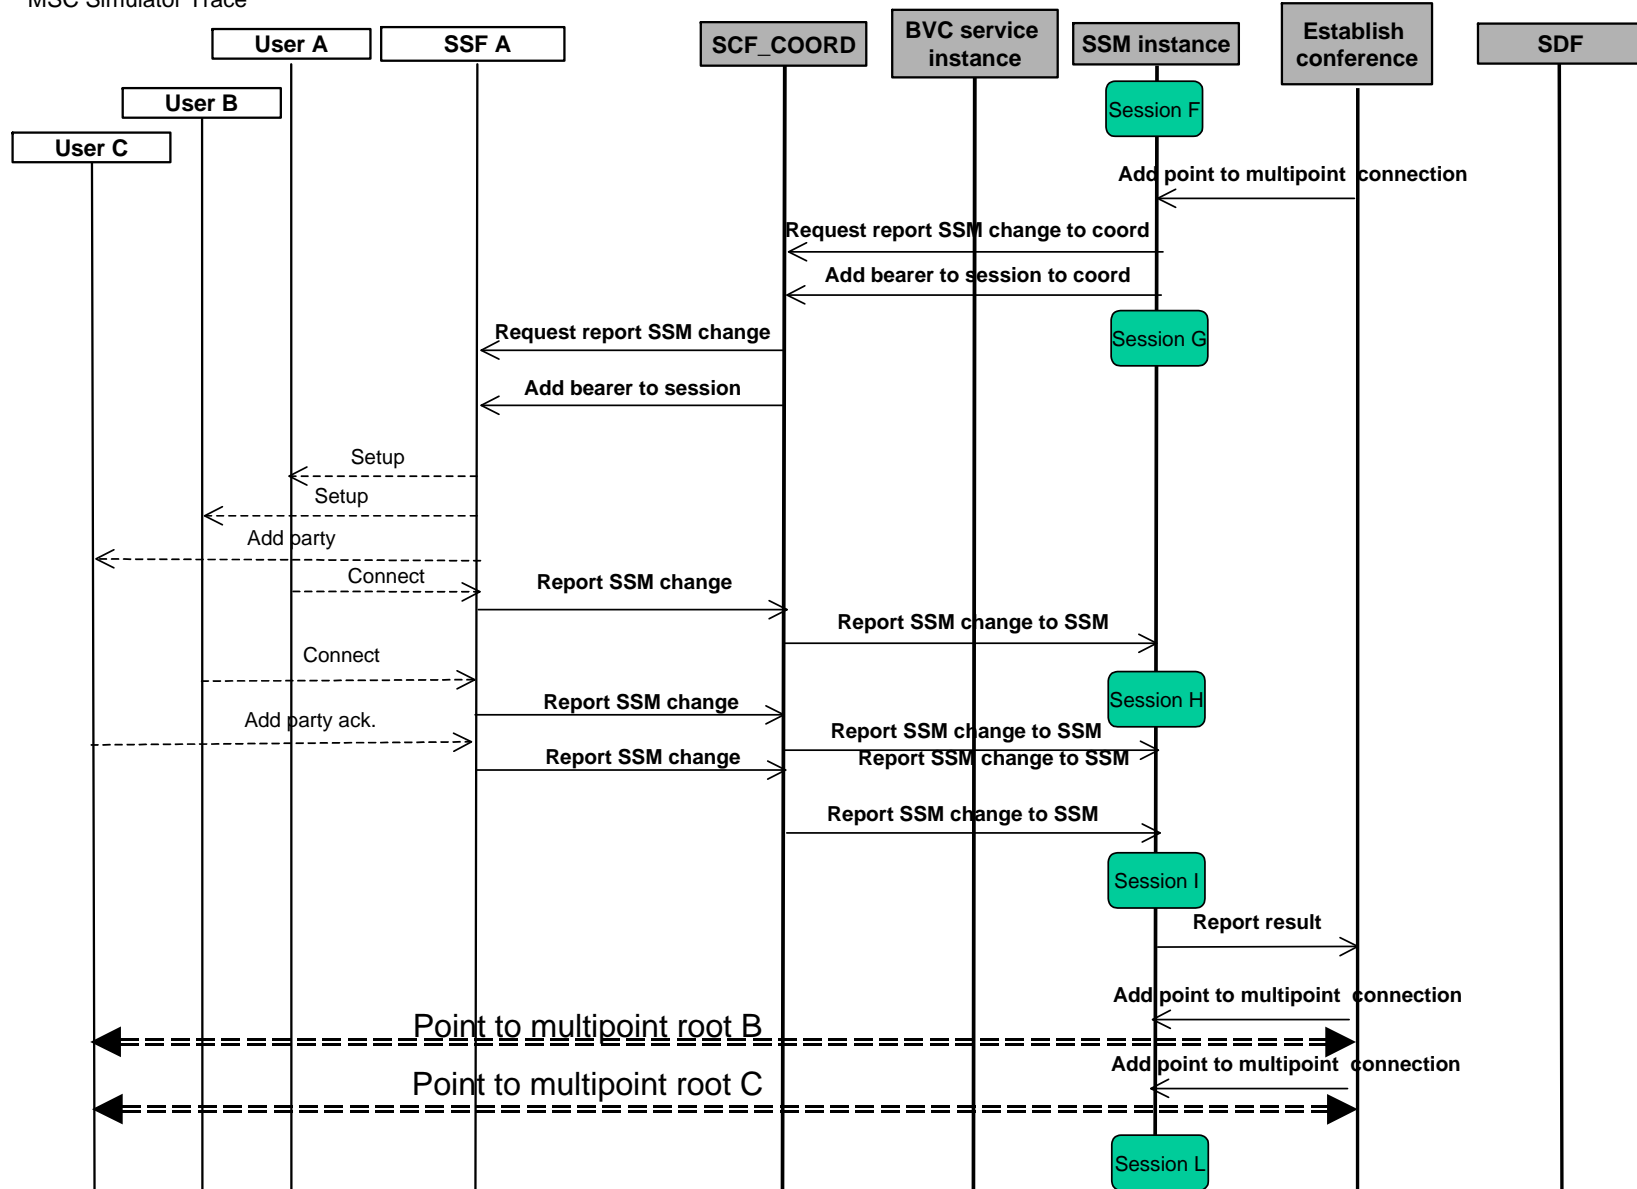 MSC Simulator Trace
User A
SSF A
SCF_COORD
BVC service
instance
SSM instance
Establish
conference
SDF
User B
User C
Session F
Add point to multipoint connection
Request report SSM change to coord
Add bearer to session to coord
Session G
Request report SSM change
Add bearer to session
Setup
Setup
Add party
Connect
Report SSM change
Report SSM change to SSM
Connect
Session H
Report SSM change
Add party ack.
Report SSM change to SSM
Report SSM change
Report SSM change to SSM
Report SSM change to SSM
Session I
Report result
Add point to multipoint connection
Point to multipoint root B
Add point to multipoint connection
Point to multipoint root C
Session L